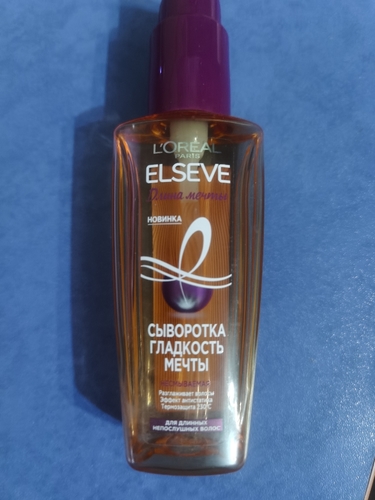 L'ORÉAL
PARIS
ELSEVE
Длина мечты
НОВИНКА
СЫВОРОТКА
ГЛАДКОСТЬ
МЕЧТЫ
НЕСМЫВАЕМАЯ
Разглаживает волосы
Эффект антистатика
Термозащита 230°C
ДЛЯ ДЛИННЫХ
НЕПОСЛУШНЫХ ВОЛОС